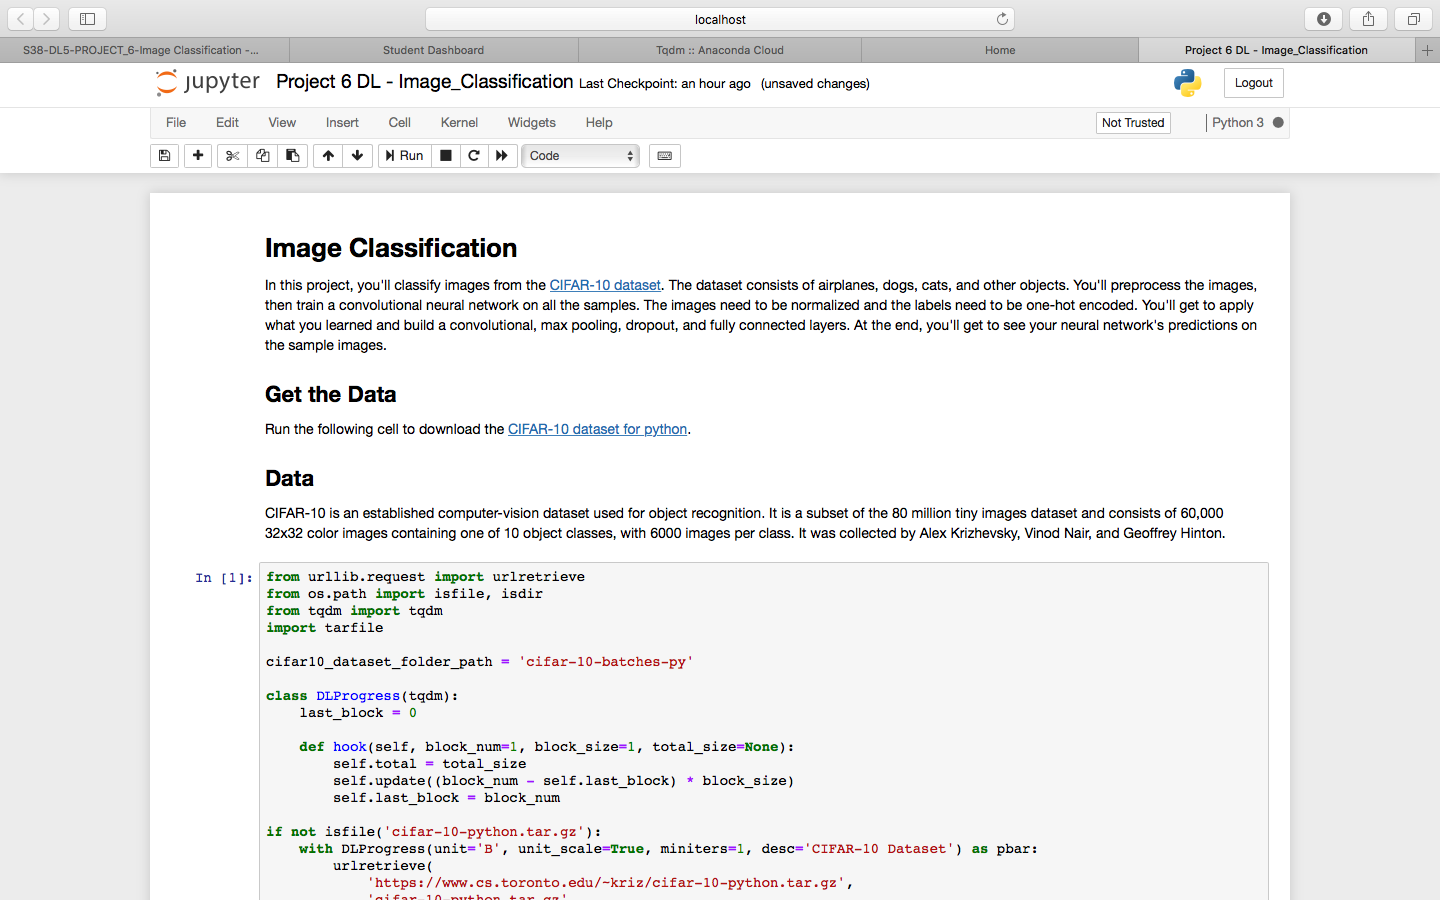 localhost
S38-DL5-PROJECT_6-Image Classification -...
Student Dashboard
Tqdm :: Anaconda Cloud
Home
Project 6 DL - Image_Classification
jupyter Project 6 DL - Image_Classification Last Checkpoint: an hour ago (unsaved changes)
Logout
File Edit View Insert Cell Kernel Widgets Help
Not Trusted
Python 3
Run
Code
Image Classification
In this project, you'll classify images from the CIFAR-10 dataset. The dataset consists of airplanes, dogs, cats, and other objects. You'll preprocess the images,
then train a convolutional neural network on all the samples. The images need to be normalized and the labels need to be one-hot encoded. You'll get to apply
what you learned and build a convolutional, max pooling, dropout, and fully connected layers. At the end, you'll get to see your neural network's predictions on
the sample images.
Get the Data
Run the following cell to download the CIFAR-10 dataset for python.
Data
CIFAR-10 is an established computer-vision dataset used for object recognition. It is a subset of the 80 million tiny images dataset and consists of 60,000
32x32 color images containing one of 10 object classes, with 6000 images per class. It was collected by Alex Krizhevsky, Vinod Nair, and Geoffrey Hinton.
In [1]:
from urllib.request import urlretrieve
from os.path import isfile, isdir
from tqdm import tqdm
import tarfile
cifar10_dataset_folder_path = 'cifar-10-batches-py'
class DLProgress(tqdm):
    last_block = 0
    def hook(self, block_num=1, block_size=1, total_size=None):
        self.total = total_size
        self.update((block_num - self.last_block) * block_size)
        self.last_block = block_num
if not isfile('cifar-10-python.tar.gz'):
    with DLProgress(unit='B', unit_scale=True, miniters=1, desc='CIFAR-10 Dataset') as pbar:
        urlretrieve(
            'https://www.cs.toronto.edu/~kriz/cifar-10-python.tar.gz',
            'cifar-10-python.tar.gz',